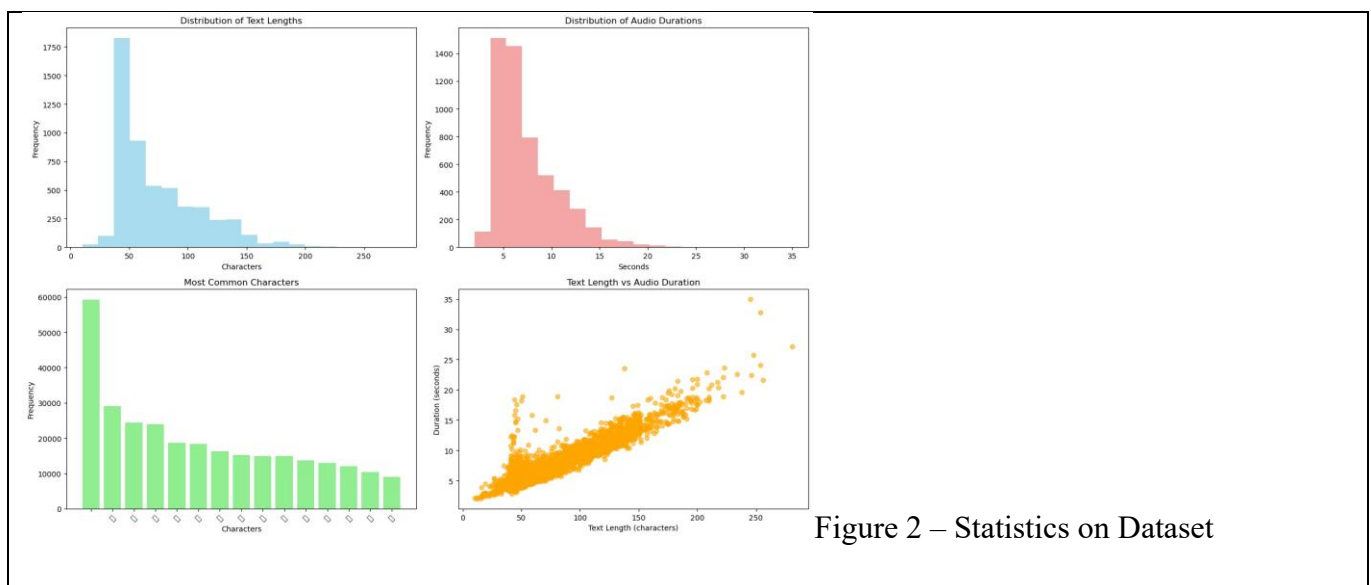 Distribution of Text Lengths
Frequency
1750
1500
1250
1000
750
500
250
0
0 50 100 150 200 250
Characters
Distribution of Audio Durations
Frequency
1400
1200
1000
800
600
400
200
0
5 10 15 20 25 30 35
Seconds
Most Common Characters
Frequency
60000
50000
40000
30000
20000
10000
0
Characters
Text Length vs Audio Duration
Duration (seconds)
35
30
25
20
15
10
5
0 50 100 150 200 250
Text Length (characters)
Figure 2 – Statistics on Dataset